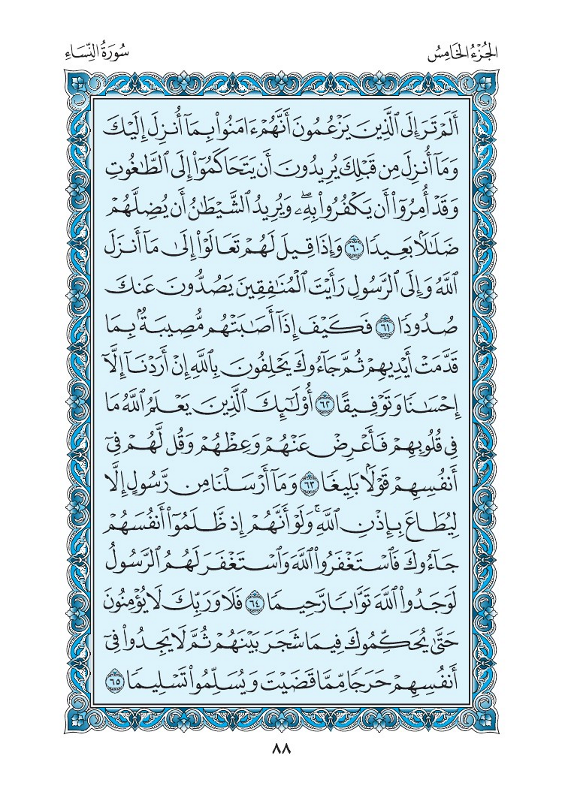 الجُزْءُ الخَامِسُ
سُورَةُ النِّسَاءِ
أَلَمْ تَرَ إِلَى ٱلَّذِينَ يَزْعُمُونَ أَنَّهُمْ ءَامَنُواْ بِمَآ أُنزِلَ إِلَيْكَ
وَمَآ أُنزِلَ مِن قَبْلِكَ يُرِيدُونَ أَن يَتَحَاكَمُوٓاْ إِلَى ٱلطَّٰغُوتِ
وَقَدْ أُمِرُوٓاْ أَن يَكْفُرُواْ بِهِۦۖ وَيُرِيدُ ٱلشَّيْطَٰنُ أَن يُضِلَّهُمْ
ضَلَٰلَۢا بَعِيدٗا ٦٠ وَإِذَا قِيلَ لَهُمْ تَعَالَوْاْ إِلَىٰ مَآ أَنزَلَ
ٱللَّهُ وَإِلَى ٱلرَّسُولِ رَأَيْتَ ٱلْمُنَٰفِقِينَ يَصُدُّونَ عَنكَ
صُدُودٗا ٦١ فَكَيْفَ إِذَآ أَصَٰبَتْهُم مُّصِيبَةُۢ بِمَا
قَدَّمَتْ أَيْدِيهِمْ ثُمَّ جَآءُوكَ يَحْلِفُونَ بِٱللَّهِ إِنْ أَرَدْنَآ إِلَّآ
إِحْسَٰنٗا وَتَوْفِيقًا ٦٢ أُوْلَٰٓئِكَ ٱلَّذِينَ يَعْلَمُ ٱللَّهُ مَا
فِي قُلُوبِهِمْ فَأَعْرِضْ عَنْهُمْ وَعِظْهُمْ وَقُل لَّهُمْ فِيٓ
أَنفُسِهِمْ قَوْلَۢا بَلِيغٗا ٦٣ وَمَآ أَرْسَلْنَا مِن رَّسُولٍ إِلَّا
لِيُطَاعَ بِإِذْنِ ٱللَّهِۚ وَلَوْ أَنَّهُمْ إِذ ظَّلَمُوٓاْ أَنفُسَهُمْ
جَآءُوكَ فَٱسْتَغْفَرُواْ ٱللَّهَ وَٱسْتَغْفَرَ لَهُمُ ٱلرَّسُولُ
لَوَجَدُواْ ٱللَّهَ تَوَّابٗا رَّحِيمٗا ٦٤ فَلَا وَرَبِّكَ لَا يُؤْمِنُونَ
حَتَّىٰ يُحَكِّمُوكَ فِيمَا شَجَرَ بَيْنَهُمْ ثُمَّ لَا يَجِدُواْ فِيٓ
أَنفُسِهِمْ حَرَجٗا مِّمَّا قَضَيْتَ وَيُسَلِّمُواْ تَسْلِيمٗا ٦٥
٨٨